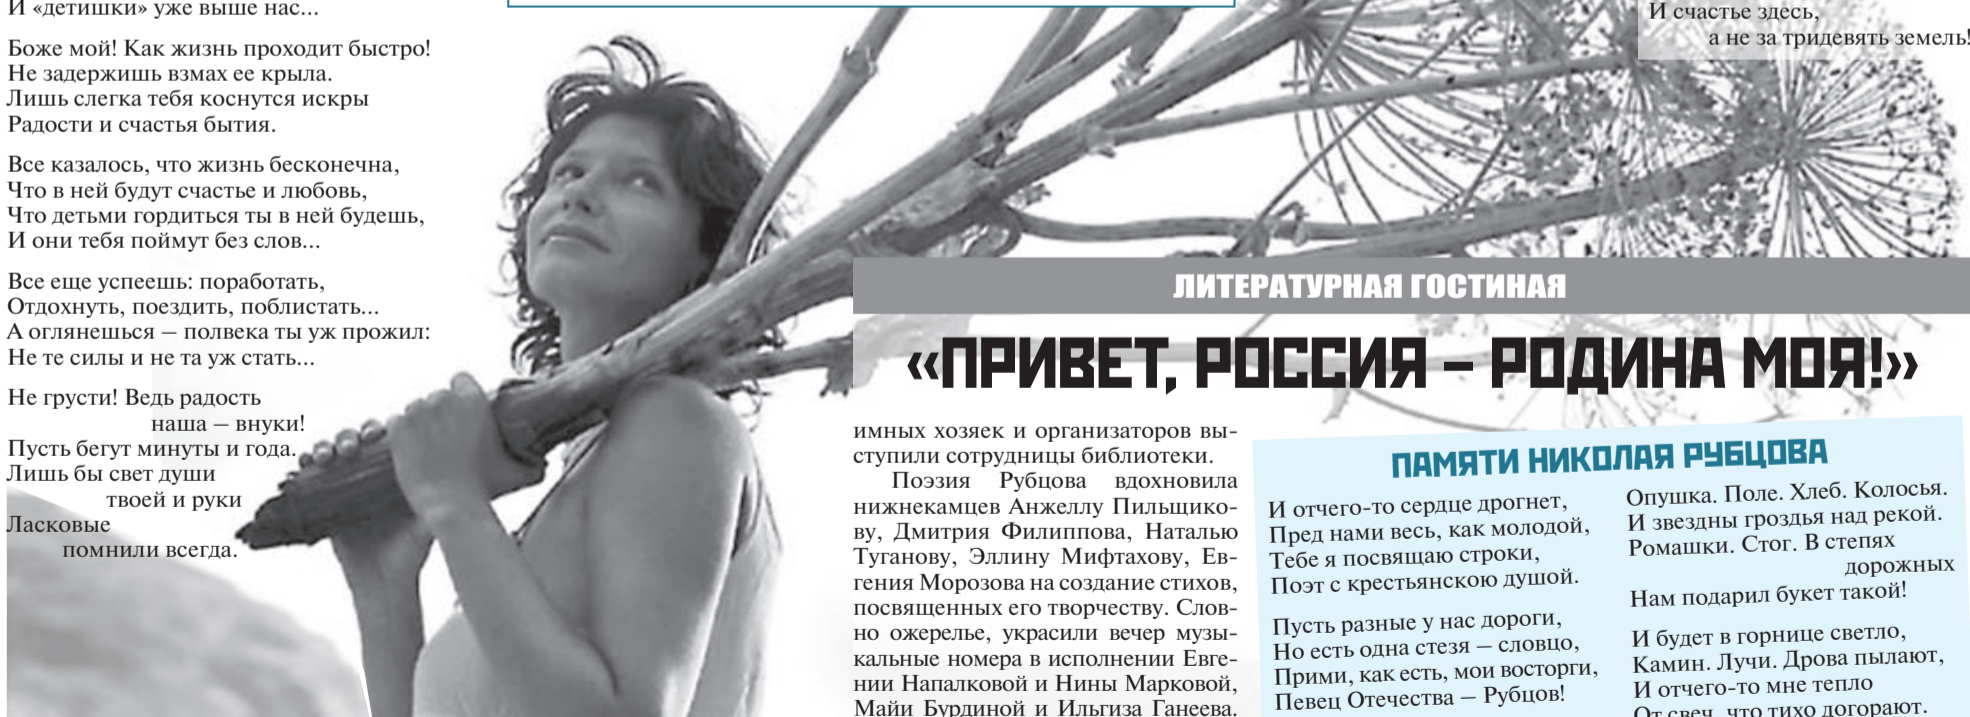 И «детишки» уже выше нас...
Боже мой! Как жизнь проходит быстро!
Не задержишь взмах ее крыла.
Лишь слегка тебя коснутся искры
Радости и счастья бытия.
Все казалось, что жизнь бесконечна,
Что в ней будут счастье и любовь,
Что детьми гордиться ты в ней будешь,
И они тебя поймут без слов...
Все еще успеешь: поработать,
Отдохнуть, поездить, поблистать...
А оглянешься – полвека ты уж прожил:
Не те силы и не та уж стать...
Не грусти! Ведь радость
наша – внуки!
Пусть бегут минуты и года.
Лишь бы свет души
твоей и руки
Ласковые
помнили всегда.
И счастье здесь,
а не за тридевять земель!
ЛИТЕРАТУРНАЯ ГОСТИНАЯ
«ПРИВЕТ, РОССИЯ – РОДИНА МОЯ!»
имных хозяек и организаторов вы-
ступили сотрудницы библиотеки.
Поэзия Рубцова вдохновила
нижнекамцев Анжеллу Пильщико-
ву, Дмитрия Филиппова, Наталью
Туганову, Эллину Мифтахову, Ев-
гения Морозова на создание стихов,
посвященных его творчеству. Слов-
но ожерелье, украсили вечер музы-
кальные номера в исполнении Евге-
нии Напалковой и Нины Марковой,
Майи Бурдиной и Ильгиза Ганеева.
ПАМЯТИ НИКОЛАЯ РУБЦОВА
И отчего-то сердце дрогнет,
Пред нами весь, как молодой,
Тебе я посвящаю строки,
Поэт с крестьянскою душой.
Пусть разные у нас дороги,
Но есть одна стезя – словцо,
Прими, как есть, мои восторги,
Певец Отечества – Рубцов!
Опушка. Поле. Хлеб. Колосья.
И звездны гроздья над рекой.
Ромашки. Стог. В степях
дорожных
Нам подарил букет такой!
И будет в горнице светло,
Камин. Лучи. Дрова пылают,
И отчего-то мне тепло
От свеч, что тихо догорают.